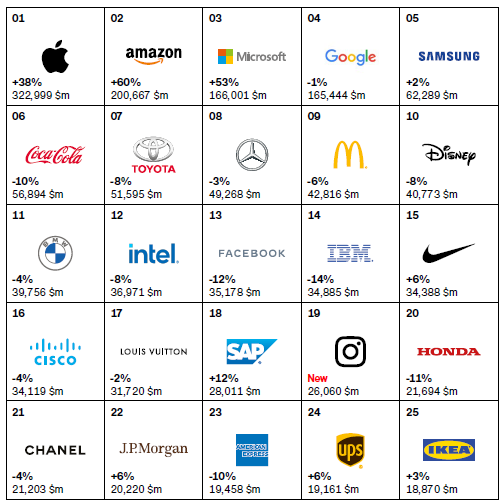 01
amazon
+38%
322,999 $m
02
+60%
200,667 $m
03
Microsoft
+53%
166,001 $m
04
Google
-1%
165,444 $m
05
SAMSUNG
+2%
62,289 $m
06
Coca-Cola
-10%
56,894 $m
07
TOYOTA
-8%
51,595 $m
08
-3%
49,268 $m
09
-6%
42,816 $m
10
Disney
-8%
40,773 $m
11
BMW
-4%
39,756 $m
12
intel.
-8%
36,971 $m
13
FACEBOOK
-12%
35,178 $m
14
IBM.
-14%
34,885 $m
15
+6%
34,388 $m
16
CISCO
-4%
34,119 $m
17
LOUIS VUITTON
-2%
31,720 $m
18
SAP
+12%
28,011 $m
19
New
26,060 $m
20
HONDA
-11%
21,694 $m
21
CHANEL
-4%
21,203 $m
22
J.P.Morgan
+6%
20,220 $m
23
AMERICAN
EXPRESS
-10%
19,458 $m
24
ups
+6%
19,161 $m
25
IKEA
+3%
18,870 $m